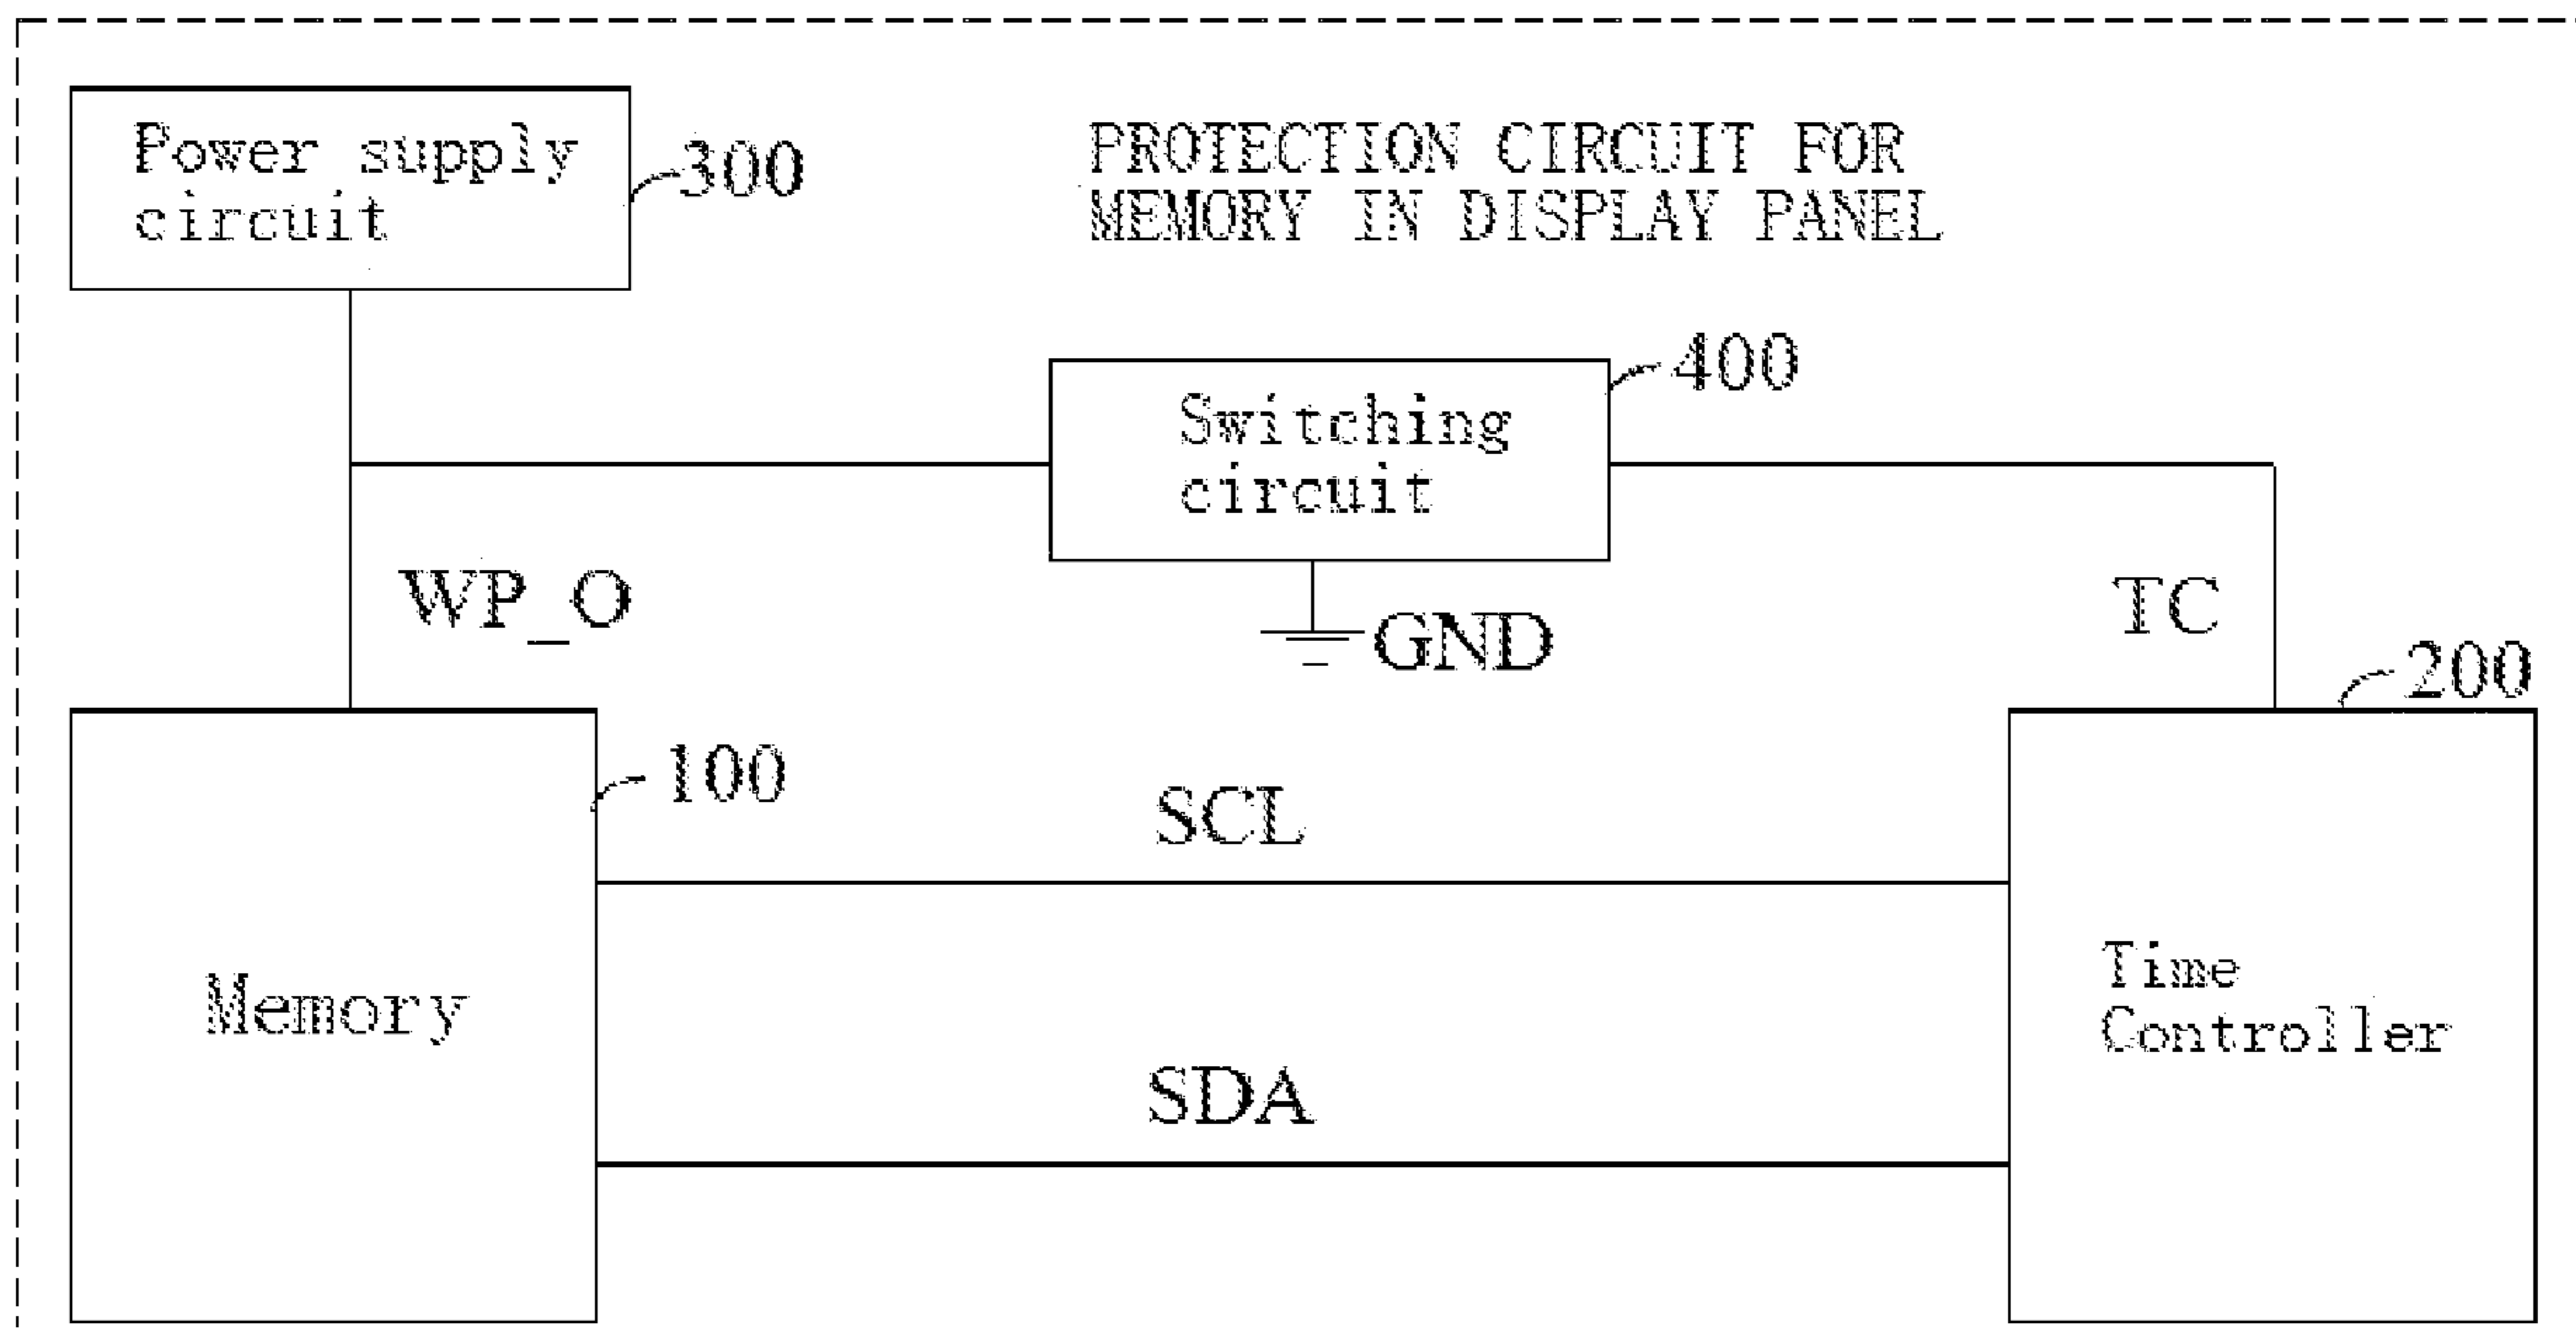 Power supply
circuit
300
PROTECTION CIRCUIT FOR
MEMORY IN DISPLAY PANEL
400
Switching
circuit
WP_O
GND
TC
200
100
SCL
Memory
Time
Controller
SDA